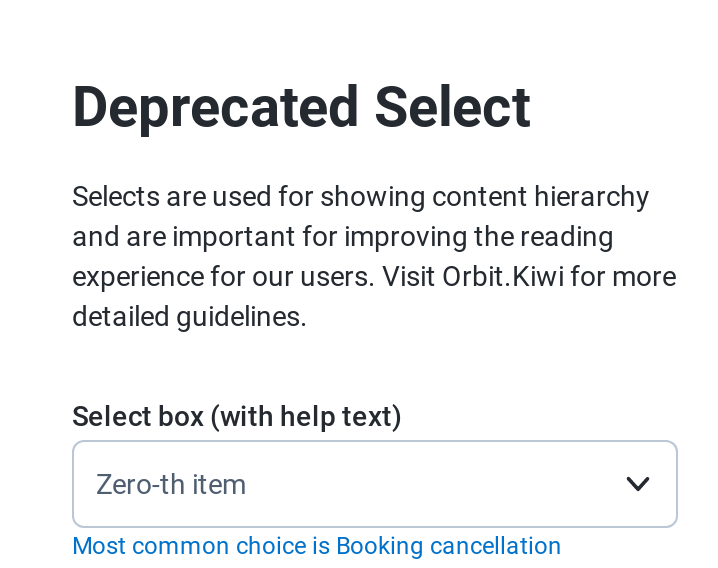 Deprecated Select
Selects are used for showing content hierarchy
and are important for improving the reading
experience for our users. Visit Orbit.Kiwi for more
detailed guidelines.
Select box (with help text)
Zero-th item
Most common choice is Booking cancellation